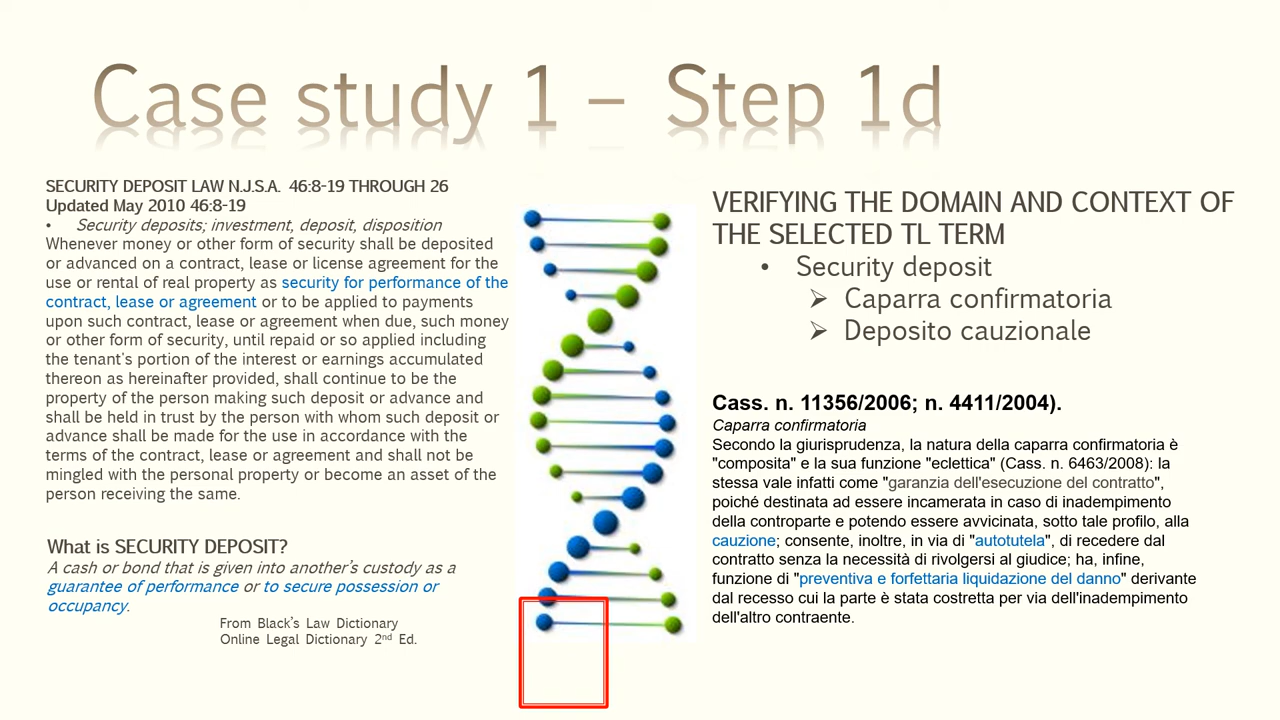 Case study 1 – Step 1d
SECURITY DEPOSIT LAW N.J.S.A. 46:8-19 THROUGH 26
Updated May 2010 46:8-19
• Security deposits; investment, deposit, disposition
Whenever money or other form of security shall be deposited
or advanced on a contract, lease or license agreement for the
use or rental of real property as security for performance of the
contract, lease or agreement or to be applied to payments
upon such contract, lease or agreement when due, such money
or other form of security, until repaid or so applied including
the tenant's portion of the interest or earnings accumulated
thereon as hereinafter provided, shall continue to be the
property of the person making such deposit or advance and
shall be held in trust by the person with whom such deposit or
advance shall be made for the use in accordance with the
terms of the contract, lease or agreement and shall not be
mingled with the personal property or become an asset of the
person receiving the same.
What is SECURITY DEPOSIT?
A cash or bond that is given into another's custody as a
guarantee of performance or to secure possession or
occupancy.
From Black's Law Dictionary
Online Legal Dictionary 2nd Ed.
VERIFYING THE DOMAIN AND CONTEXT OF
THE SELECTED TL TERM
• Security deposit
➢ Caparra confirmatoria
➢ Deposito cauzionale
Cass. n. 11356/2006; n. 4411/2004).
Caparra confirmatoria
Secondo la giurisprudenza, la natura della caparra confirmatoria è
"composita" e la sua funzione "eclettica" (Cass. n. 6463/2008): la
stessa vale infatti come "garanzia dell'esecuzione del contratto",
poiché destinata ad essere incamerata in caso di inadempimento
della controparte e potendo essere avvicinata, sotto tale profilo, alla
cauzione; consente, inoltre, in via di "autotutela", di recedere dal
contratto senza la necessità di rivolgersi al giudice; ha, infine,
funzione di "preventiva e forfettaria liquidazione del danno" derivante
dal recesso cui la parte è stata costretta per via dell'inadempimento
dell'altro contraente.